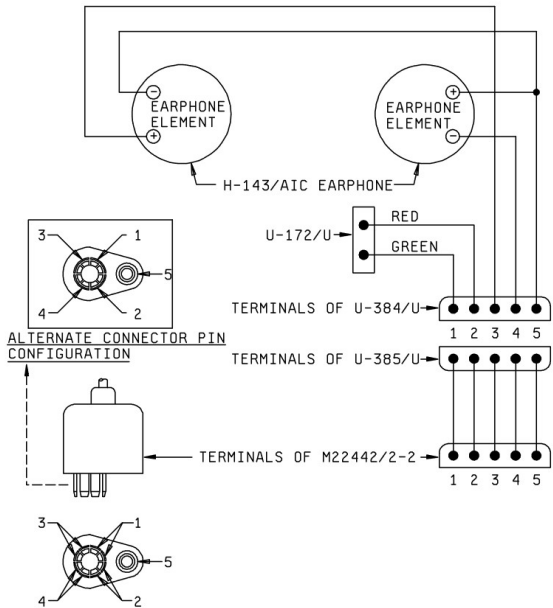 −
+
EARPHONE
ELEMENT
+
EARPHONE
ELEMENT
−
H-143/AIC EARPHONE
RED
U-172/U
GREEN
3 1
5
4 2
TERMINALS OF U-384/U
1 2 3 4 5
ALTERNATE CONNECTOR PIN
CONFIGURATION
TERMINALS OF U-385/U
TERMINALS OF M22442/2-2
1 2 3 4 5
3 1
5
4 2